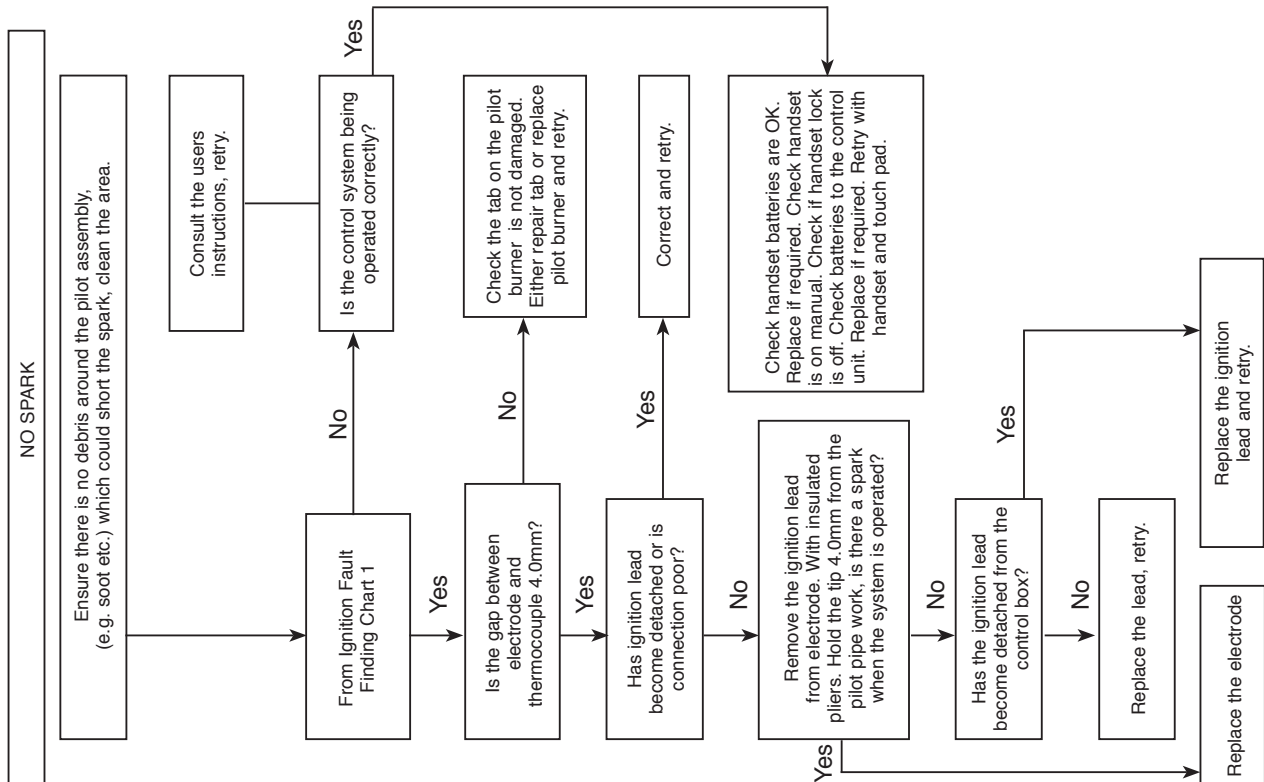 NO SPARK
Ensure there is no debris around the pilot assembly,
(e.g. soot etc.) which could short the spark, clean the area.
Consult the users
instructions, retry.
From Ignition Fault
Finding Chart 1
No
Is the control system being
operated correctly?
Yes
Yes
Is the gap between
electrode and
thermocouple 4.0mm?
No
Check the tab on the pilot
burner is not damaged.
Either repair tab or replace
pilot burner and retry.
Yes
Has ignition lead
become detached or is
connection poor?
Yes
Correct and retry.
No
Remove the ignition lead
from electrode. With insulated
pliers. Hold the tip 4.0mm from the
pilot pipe work, is there a spark
when the system is operated?
Check handset batteries are OK.
Replace if required. Check handset
is on manual. Check if handset lock
is off. Check batteries to the control
unit. Replace if required. Retry with
handset and touch pad.
Yes
No
Has the ignition lead
become detached from the
control box?
Yes
No
Replace the lead, retry.
Replace the electrode
Replace the ignition
lead and retry.